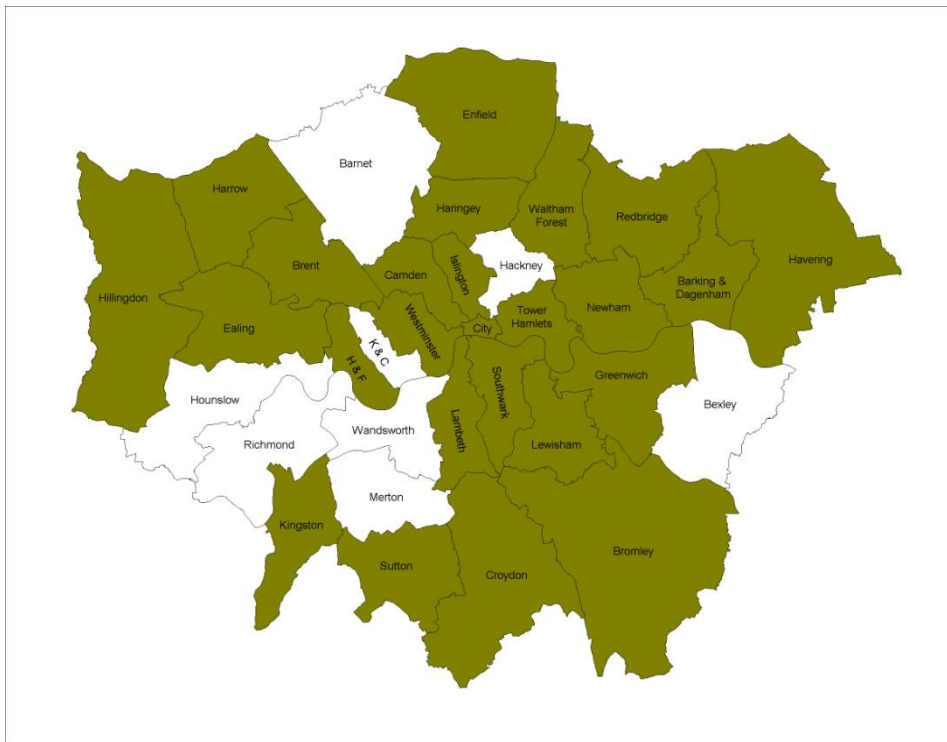 Enfield
Barnet
Harrow
Haringey
Waltham
Forest
Redbridge
Havering
Hillingdon
Brent
Camden
Islington
Hackney
Barking &
Dagenham
Ealing
H & F
K & C
Westminster
City
Tower
Hamlets
Newham
Hounslow
Richmond
Wandsworth
Lambeth
Southwark
Lewisham
Greenwich
Bexley
Merton
Kingston
Sutton
Croydon
Bromley